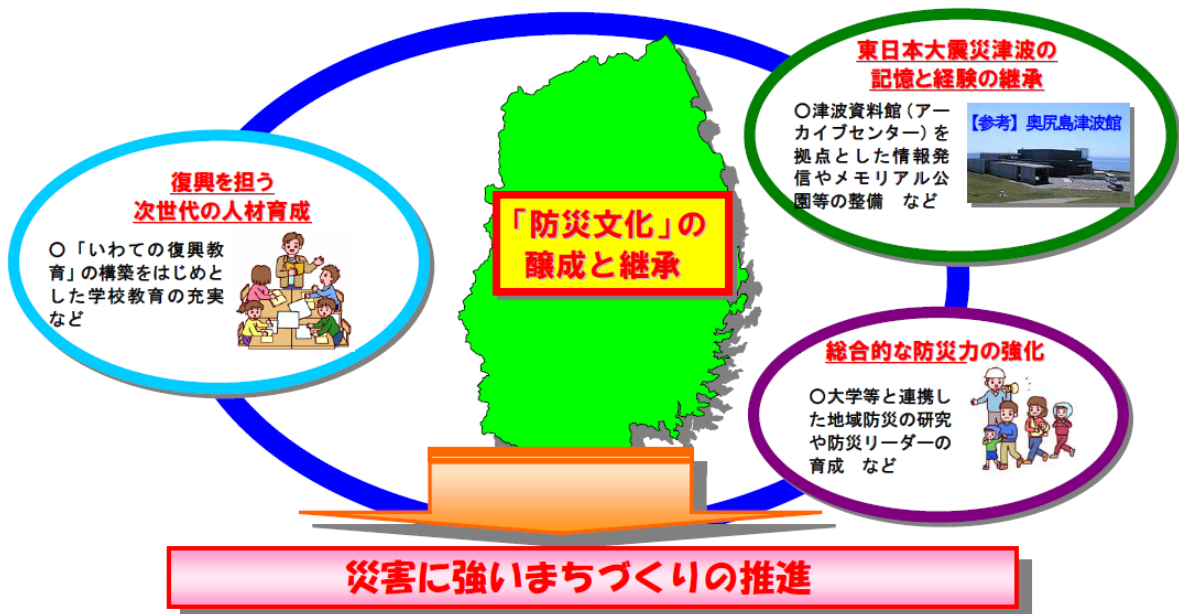 復興を担う
次世代の人材育成
○「いわての復興教
育」の構築をはじめと
した学校教育の充実
など
「防災文化」の
醸成と継承
東日本大震災津波の
記憶と経験の継承
○津波資料館（アー
カイブセンター）を
拠点とした情報発
信やメモリアル公
園等の整備　など
【参考】奥尻島津波館
総合的な防災力の強化
○大学等と連携し
た地域防災の研究
や防災リーダーの
育成　など
災害に強いまちづくりの推進